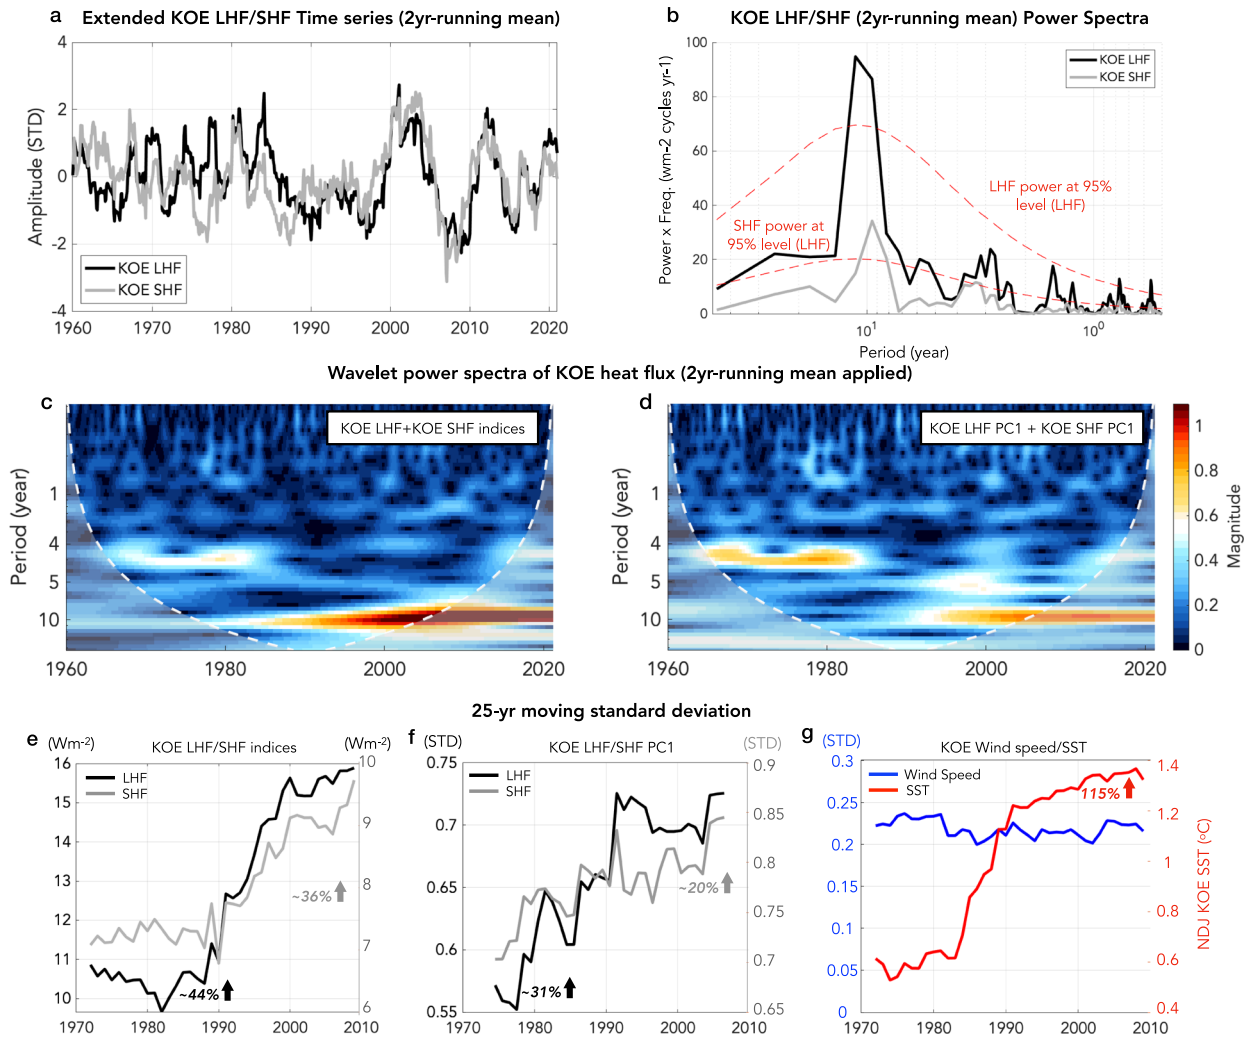 a Extended KOE LHF/SHF Time series (2yr-running mean)
Amplitude (STD)
4
2
0
-2
-4
KOE LHF
KOE SHF
1960 1970 1980 1990 2000 2010 2020
b KOE LHF/SHF (2yr-running mean) Power Spectra
Power x Freq. (wm-2 cycles yr-1)
100
80
60
40
20
0
KOE LHF
KOE SHF
LHF power at 95%
level (LHF)
SHF power at
95% level (LHF)
10¹ 10⁰
Period (year)
Wavelet power spectra of KOE heat flux (2yr-running mean applied)
c
KOE LHF+KOE SHF indices
Period (year)
1
4
5
10
1960 1980 2000 2020
d
KOE LHF PC1 + KOE SHF PC1
Period (year)
1
4
5
10
1960 1980 2000 2020
1
0.8
0.6
0.4
0.2
0
Magnitude
25-yr moving standard deviation
e (Wm-2) KOE LHF/SHF indices (Wm-2)
16
15
14
13
12
11
10
LHF
SHF
~36%
~44%
10
9
8
7
6
1970 1980 1990 2000 2010
f (STD) KOE LHF/SHF PC1 (STD)
0.75
0.7
0.65
0.6
0.55
LHF
SHF
~20%
~31%
0.9
0.85
0.8
0.75
0.7
0.65
1970 1980 1990 2000 2010
g (STD) KOE Wind speed/SST
0.3
0.25
0.2
0.15
0.1
0.05
0
Wind Speed
SST
115%
1.4
1.2
1
0.8
0.6
0.4
NDJ KOE SST (oC)
1970 1980 1990 2000 2010